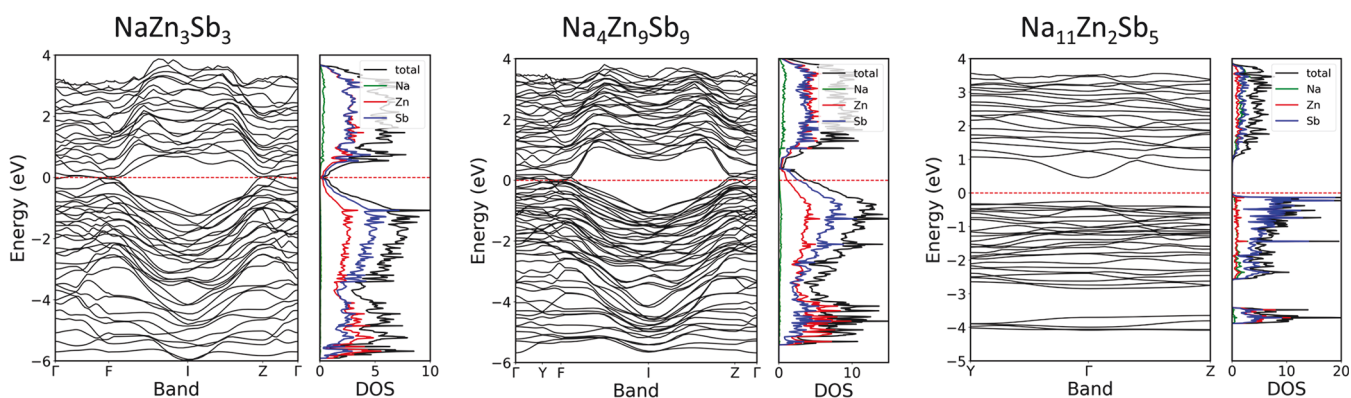 NaZn₃Sb₃
Na₄Zn₉Sb₉
Na₁₁Zn₂Sb₅
Energy (eV)
4
2
0
−2
−4
−6
Γ F I Z Γ
Band
total
Na
Zn
Sb
0 5 10
DOS
Energy (eV)
4
2
0
−2
−4
−6
Γ Y F I Z Γ
Band
total
Na
Zn
Sb
0 10
DOS
Energy (eV)
4
3
2
1
0
−1
−2
−3
−4
−5
Y Γ Z
Band
total
Na
Zn
Sb
0 10 20
DOS